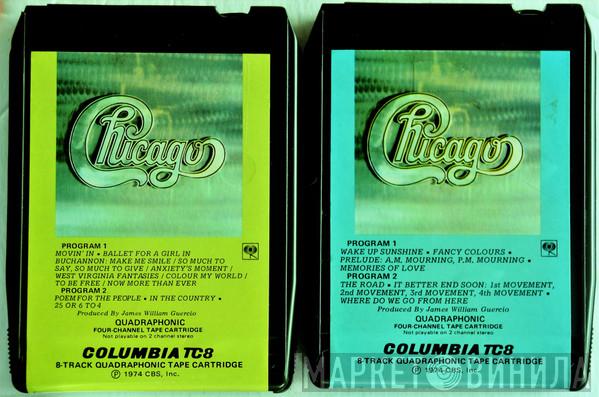 Chicago
PROGRAM 1
MOVIN' IN • BALLET FOR A GIRL IN
BUCHANNON: MAKE ME SMILE / SO MUCH TO
SAY, SO MUCH TO GIVE / ANXIETY'S MOMENT /
WEST VIRGINIA FANTASIES / COLOUR MY WORLD /
TO BE FREE / NOW MORE THAN EVER
PROGRAM 2
POEM FOR THE PEOPLE • IN THE COUNTRY •
25 OR 6 TO 4
Produced by James William Guercio
QUADRAPHONIC
FOUR-CHANNEL TAPE CARTRIDGE
Not playable on 2 channel stereo
COLUMBIA TC8
8-TRACK QUADRAPHONIC TAPE CARTRIDGE
Ⓟ 1974 CBS, Inc.
Chicago
PROGRAM 1
WAKE UP SUNSHINE • FANCY COLOURS •
PRELUDE: A.M. MOURNING, P.M. MOURNING •
MEMORIES OF LOVE
PROGRAM 2
THE ROAD • IT BETTER END SOON: 1st MOVEMENT,
2nd MOVEMENT, 3rd MOVEMENT, 4th MOVEMENT •
WHERE DO WE GO FROM HERE
Produced by James William Guercio
QUADRAPHONIC
FOUR-CHANNEL TAPE CARTRIDGE
Not playable on 2 channel stereo
COLUMBIA TC8
8-TRACK QUADRAPHONIC TAPE CARTRIDGE
Ⓟ 1974 CBS, Inc.
МАРКЕТ ВИНИЛА